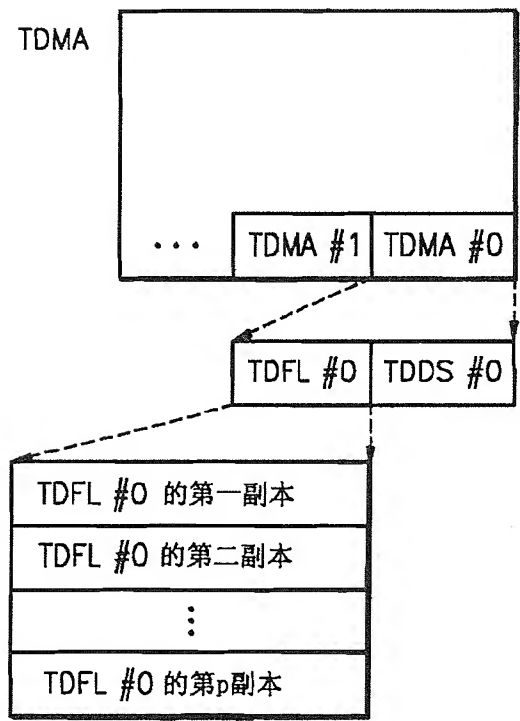 TDMA
... TDMA #1 TDMA #0
TDFL #0 TDDS #0
TDFL #0 的第一副本
TDFL #0 的第二副本
⋮
TDFL #0 的第p副本